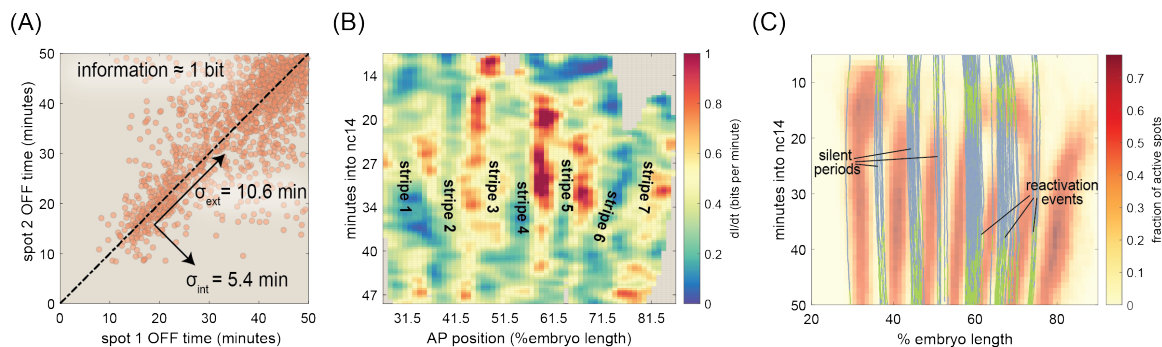 (A)
information ≈ 1 bit
σext = 10.6 min
σint = 5.4 min
50
40
30
20
10
0
spot 2 OFF time (minutes)
0 10 20 30 40 50
spot 1 OFF time (minutes)
(B)
14
20
27
34
40
47
minutes into nc14
stripe 1
stripe 2
stripe 3
stripe 4
stripe 5
stripe 6
stripe 7
31.5 41.5 51.5 61.5 71.5 81.5
AP position (%embryo length)
1
0.8
0.6
0.4
0.2
0
dI/dt (bits per minute)
(C)
10
20
30
40
50
minutes into nc14
silent
periods
reactivation
events
20 40 60 80
% embryo length
0.7
0.6
0.5
0.4
0.3
0.2
0.1
0
fraction of active spots